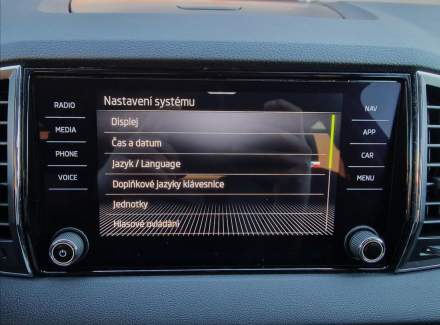 RADIO
MEDIA
PHONE
VOICE
Nastavení systému
Displej
Čas a datum
Jazyk / Language
Doplňkové jazyky klávesnice
Jednotky
Hlasové ovládání
NAV
APP
CAR
MENU